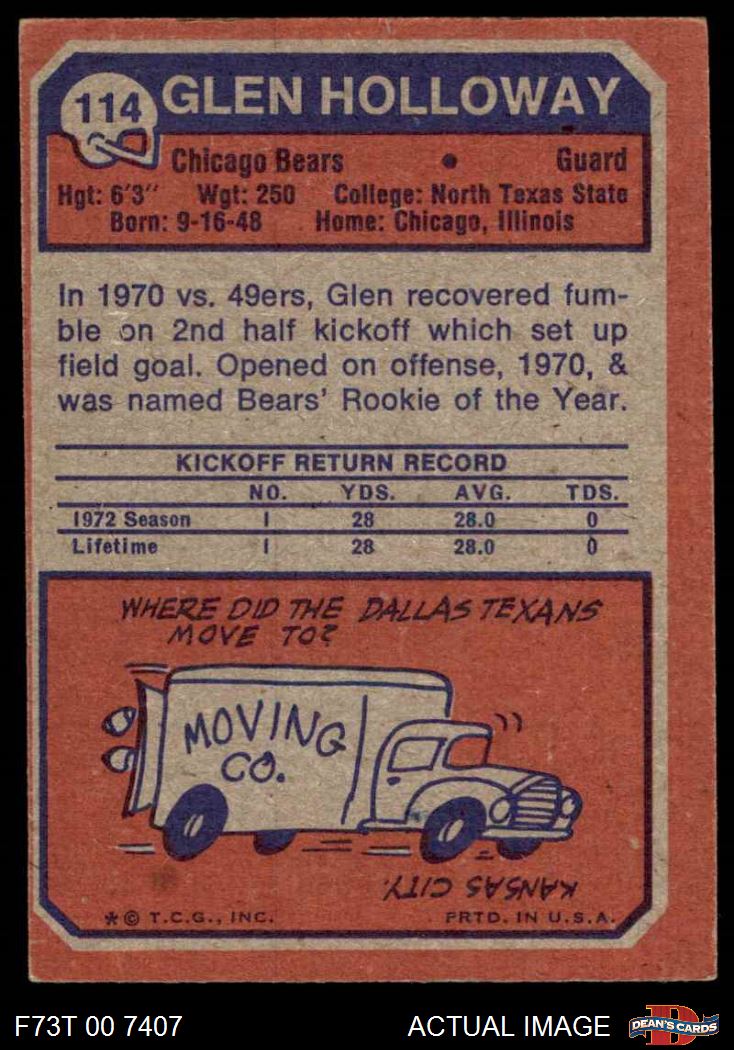 114 GLEN HOLLOWAY
Chicago Bears • Guard
Hgt: 6'3" Wgt: 250 College: North Texas State
Born: 9-16-48 Home: Chicago, Illinois
In 1970 vs. 49ers, Glen recovered fum-
ble on 2nd half kickoff which set up
field goal. Opened on offense, 1970, &
was named Bears' Rookie of the Year.
KICKOFF RETURN RECORD
NO. YDS. AVG. TDS.
1972 Season 1 28 28.0 0
Lifetime 1 28 28.0 0
WHERE DID THE DALLAS TEXANS
MOVE TO?
MOVING
CO.
KANSAS CITY.
*© T.C.G., INC. PRTD. IN U.S.A.
F73T 00 7407 ACTUAL IMAGE D DEAN'S CARDS